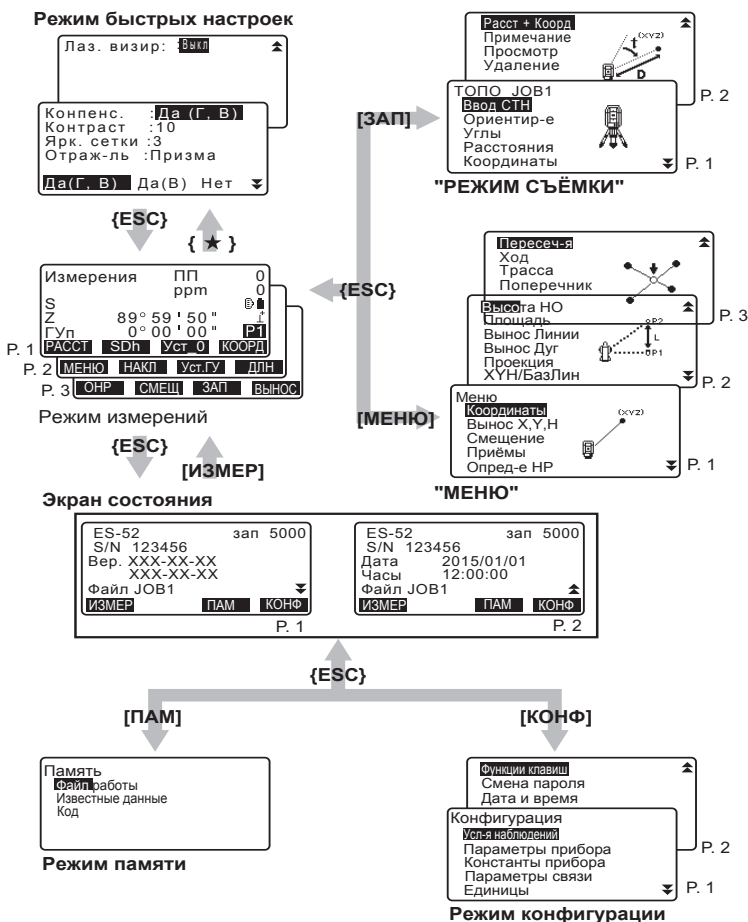 Режим быстрых настроек
Лаз. визир: :Выкл
Конпенс. :Да (Г, В)
Контраст :10
Ярк. сетки :3
Отраж-ль :Призма
Да(Г, В) Да(В) Нет
{ESC}
{ ★ }
Измерения ПП 0
ppm 0
S
Z 89° 59 ' 50 "
ГУп 0° 00 ' 00 " P1
P. 1 РАССТ SDh Уст_0 КООРД
P. 2 МЕНЮ НАКЛ Уст.ГУ ДЛН
P. 3 ОНР СМЕЩ ЗАП ВЫНОС
Режим измерений
{ESC}
[ИЗМЕР]
[ЗАП]
Расст + Коорд
Примечание
Просмотр
Удаление
(XYZ)
t
D
P. 2
ТОПО JOB1
Ввод СТН
Ориентир-е
Углы
Расстояния
Координаты
P. 1
"РЕЖИМ СЪЁМКИ"
{ESC}
[МЕНЮ]
Пересеч-я
Ход
Трасса
Поперечник
P. 3
Высота НО
Площадь
Вынос Линии
Вынос Дуг
Проекция
XYH/БазЛин
P2
L
P1
P. 2
Меню
Координаты
Вынос X,Y,H
Смещение
Приёмы
Опред-е НР
(XYZ)
P. 1
"МЕНЮ"
Экран состояния
ES-52 зап 5000
S/N 123456
Вер. XXX-XX-XX
XXX-XX-XX
Файл JOB1
ИЗМЕР ПАМ КОНФ
P. 1
ES-52 зап 5000
S/N 123456
Дата 2015/01/01
Часы 12:00:00
Файл JOB1
ИЗМЕР ПАМ КОНФ
P. 2
{ESC}
[ПАМ]
[КОНФ]
Память
Файл работы
Известные данные
Код
Режим памяти
Функции клавиш
Смена пароля
Дата и время
P. 2
Конфигурация
Усл-я наблюдений
Параметры прибора
Константы прибора
Параметры связи
Единицы
P. 1
Режим конфигурации